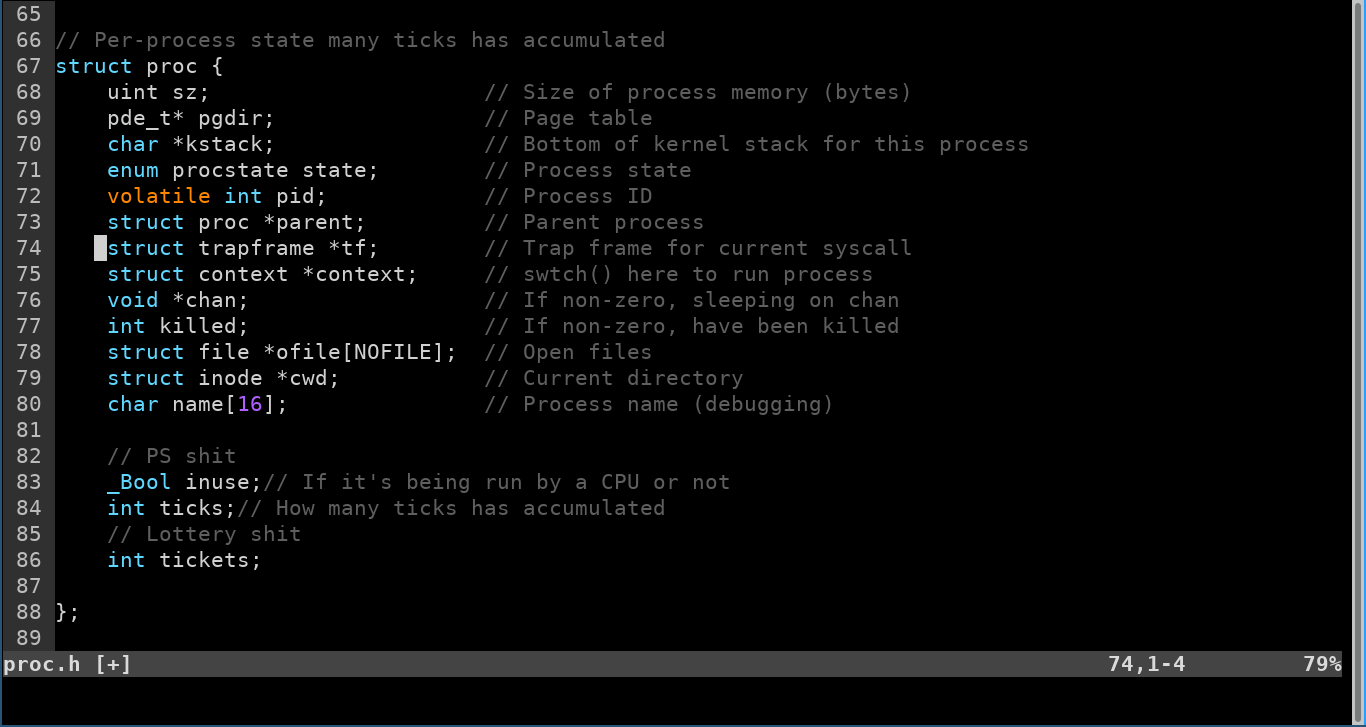 65
66 // Per-process state many ticks has accumulated
67 struct proc {
68     uint sz;                     // Size of process memory (bytes)
69     pde_t* pgdir;                // Page table
70     char *kstack;                // Bottom of kernel stack for this process
71     enum procstate state;        // Process state
72     volatile int pid;            // Process ID
73     struct proc *parent;         // Parent process
74     struct trapframe *tf;        // Trap frame for current syscall
75     struct context *context;     // swtch() here to run process
76     void *chan;                  // If non-zero, sleeping on chan
77     int killed;                  // If non-zero, have been killed
78     struct file *ofile[NOFILE];  // Open files
79     struct inode *cwd;           // Current directory
80     char name[16];               // Process name (debugging)
81
82     // PS shit
83     _Bool inuse;// If it's being run by a CPU or not
84     int ticks;// How many ticks has accumulated
85     // Lottery shit
86     int tickets;
87
88 };
89
proc.h [+] 74,1-4 79%